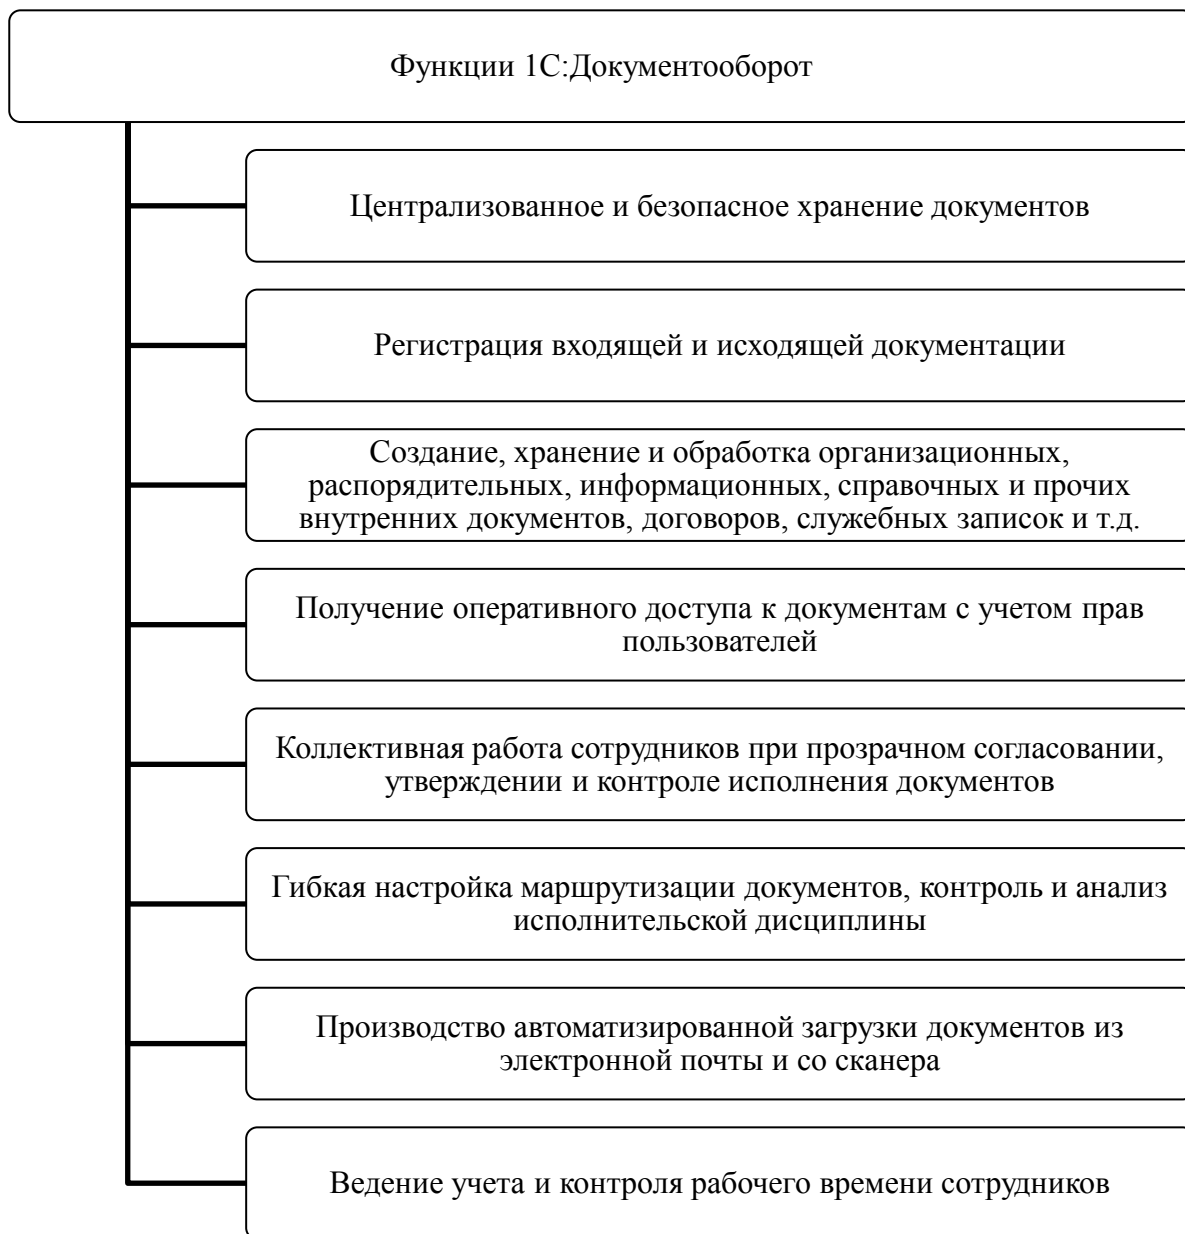 Функции 1С:Документооборот
Централизованное и безопасное хранение документов
Регистрация входящей и исходящей документации
Создание, хранение и обработка организационных,
распорядительных, информационных, справочных и прочих
внутренних документов, договоров, служебных записок и т.д.
Получение оперативного доступа к документам с учетом прав
пользователей
Коллективная работа сотрудников при прозрачном согласовании,
утверждении и контроле исполнения документов
Гибкая настройка маршрутизации документов, контроль и анализ
исполнительской дисциплины
Производство автоматизированной загрузки документов из
электронной почты и со сканера
Ведение учета и контроля рабочего времени сотрудников